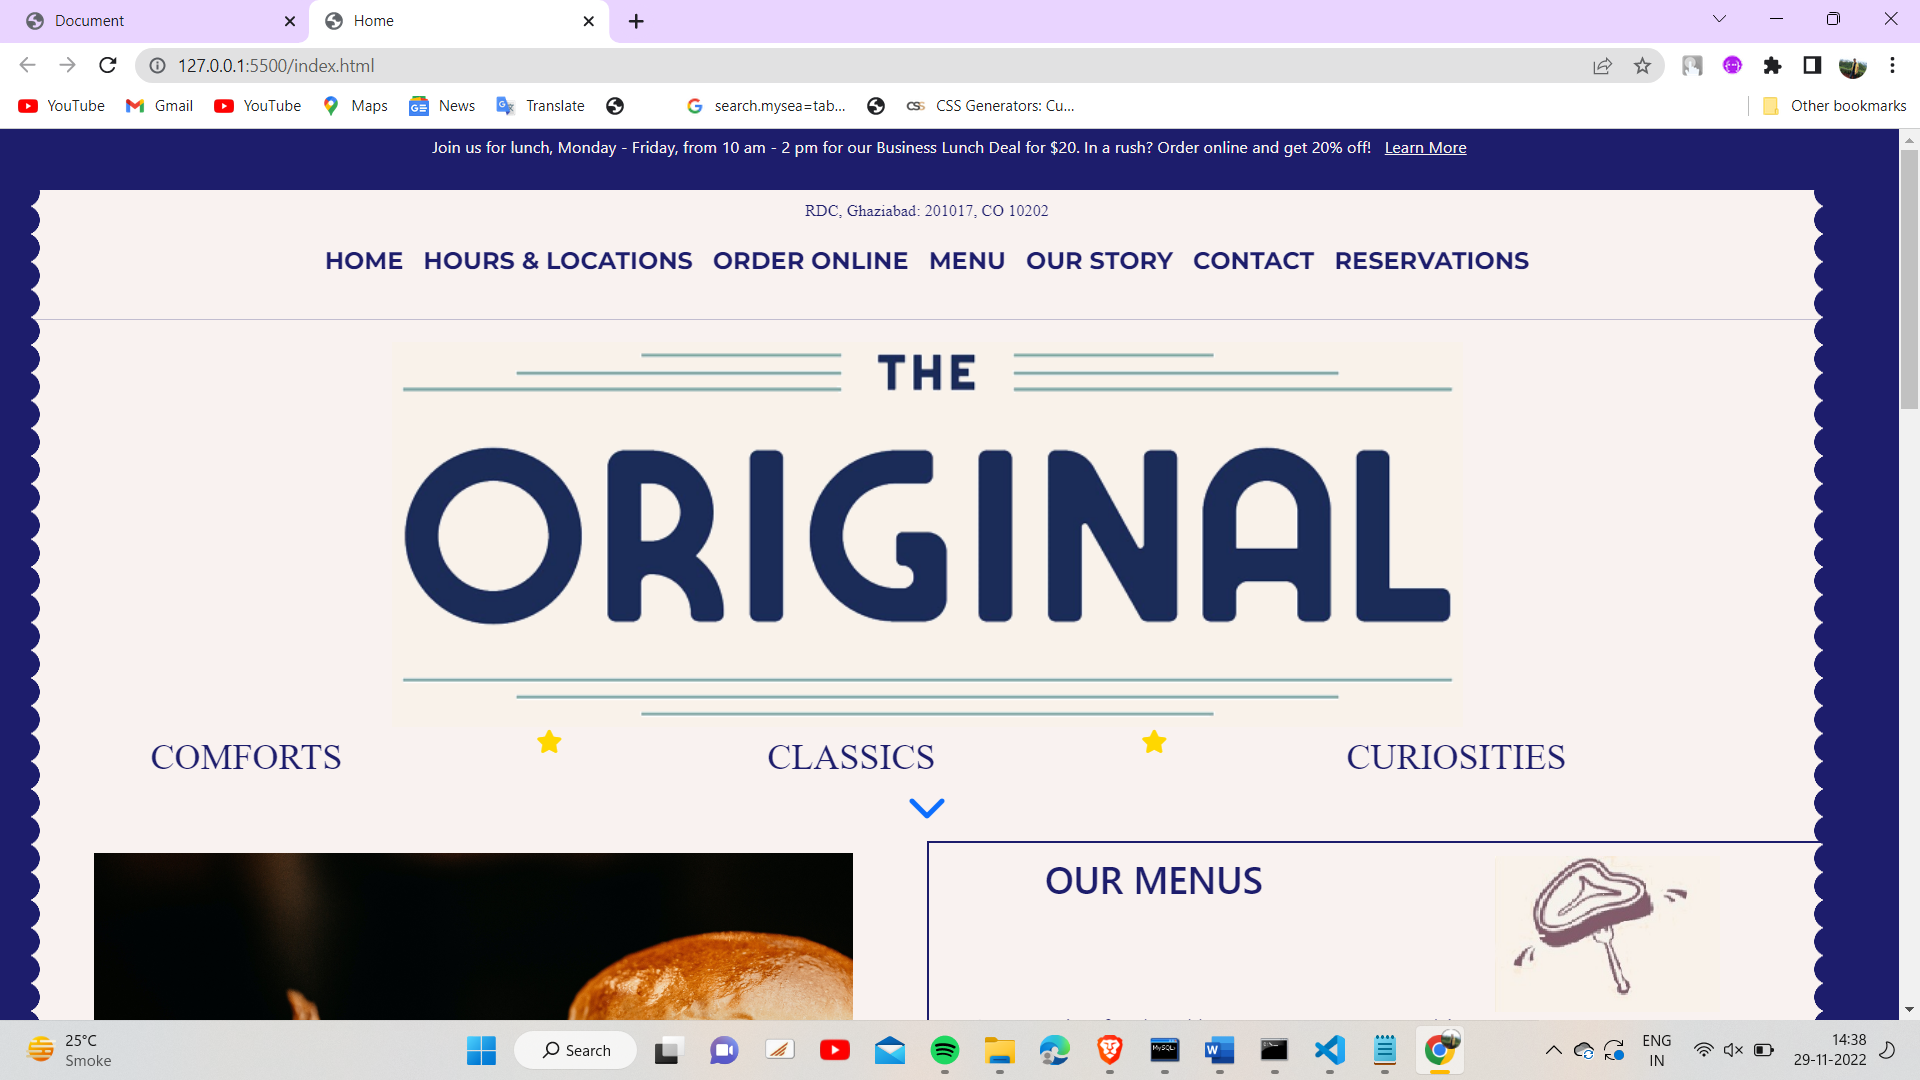 Document
Home
127.0.0.1:5500/index.html
YouTube
Gmail
YouTube
Maps
News
Translate
search.mysea=tab...
CSS Generators: Cu...
Other bookmarks
Join us for lunch, Monday - Friday, from 10 am - 2 pm for our Business Lunch Deal for $20. In a rush? Order online and get 20% off! Learn More
RDC, Ghaziabad: 201017, CO 10202
HOME HOURS & LOCATIONS ORDER ONLINE MENU OUR STORY CONTACT RESERVATIONS
THE
ORIGINAL
COMFORTS CLASSICS CURIOSITIES
OUR MENUS
25°C
Smoke
Search
ENG
IN
14:38
29-11-2022